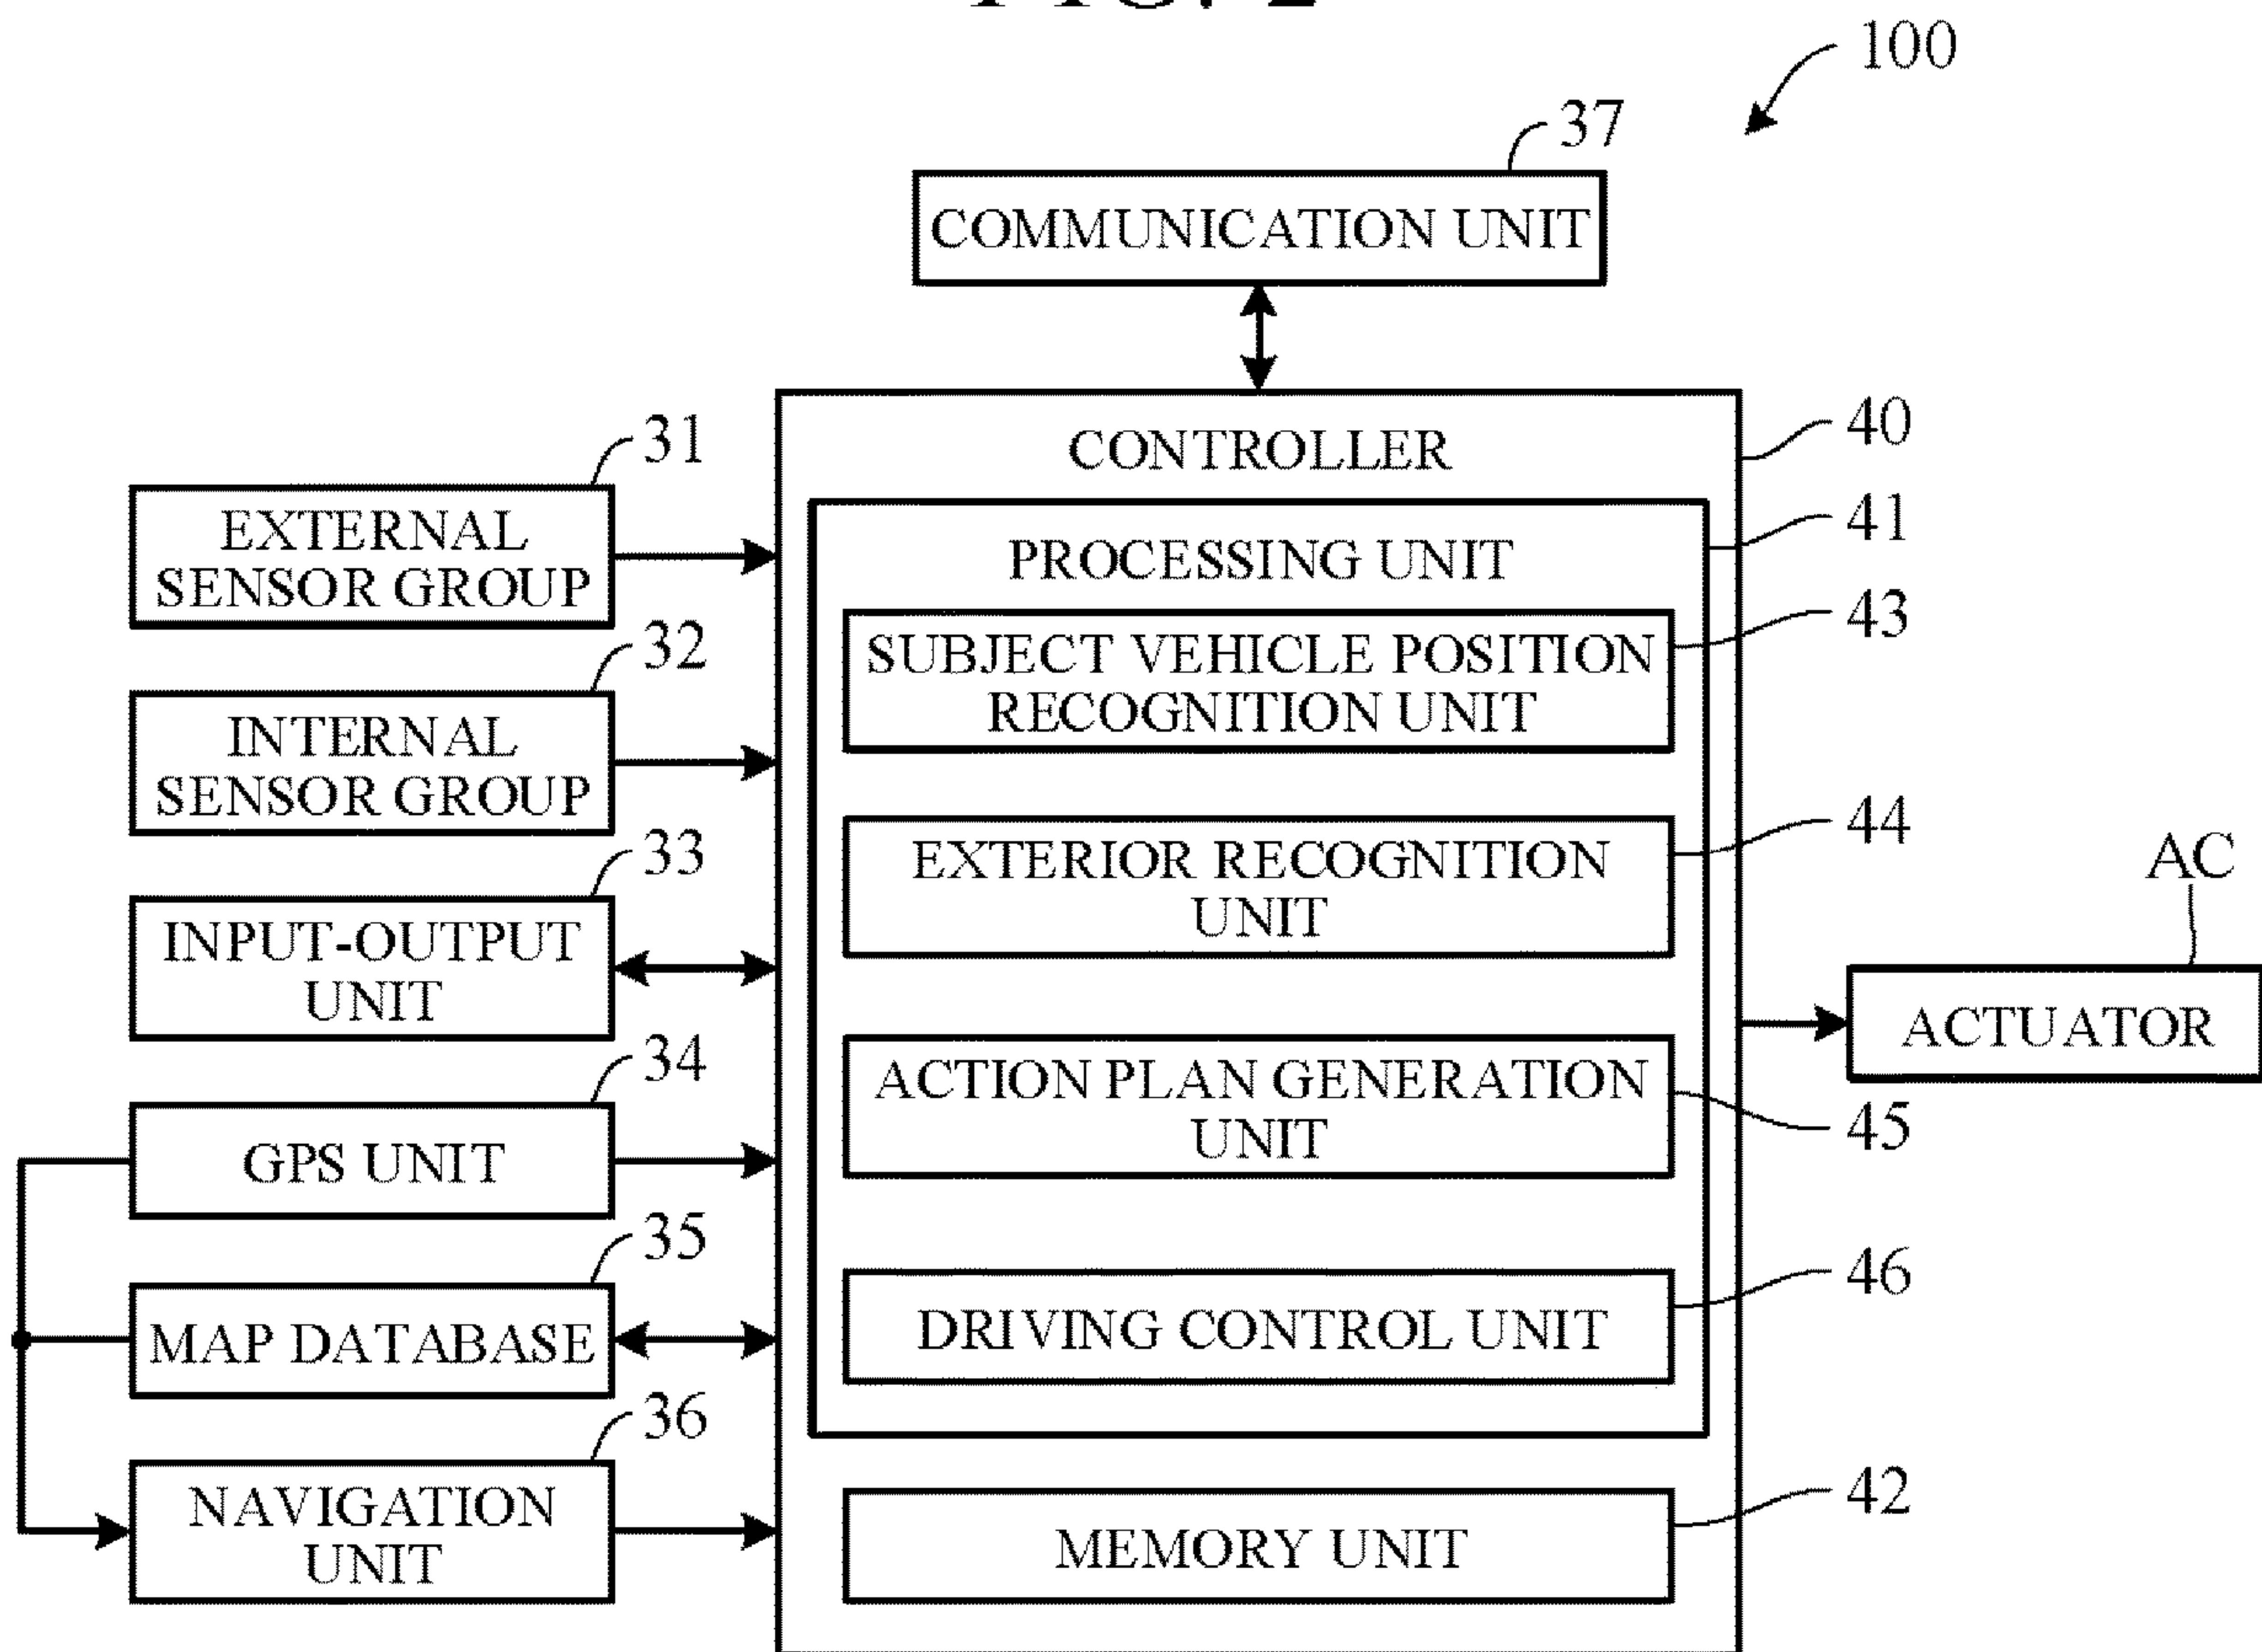 100
37
COMMUNICATION UNIT
40
CONTROLLER
31
EXTERNAL
SENSOR GROUP
41
PROCESSING UNIT
43
SUBJECT VEHICLE POSITION
RECOGNITION UNIT
32
INTERNAL
SENSOR GROUP
44
EXTERIOR RECOGNITION
UNIT
33
INPUT-OUTPUT
UNIT
AC
ACTUATOR
34
GPS UNIT
ACTION PLAN GENERATION
UNIT
45
35
MAP DATABASE
46
DRIVING CONTROL UNIT
36
NAVIGATION
UNIT
42
MEMORY UNIT